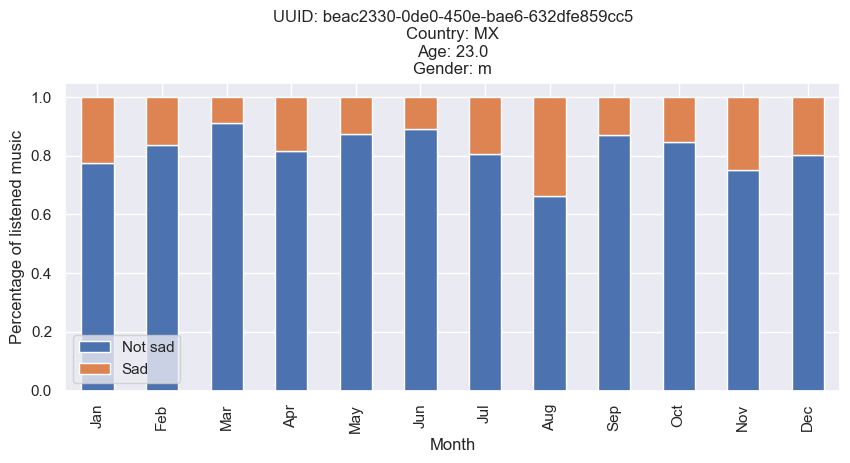 UUID: beac2330-0de0-450e-bae6-632dfe859cc5
Country: MX
Age: 23.0
Gender: m
Percentage of listened music
1.0
0.8
0.6
0.4
0.2
0.0
Not sad
Sad
Jan
Feb
Mar
Apr
May
Jun
Jul
Aug
Sep
Oct
Nov
Dec
Month